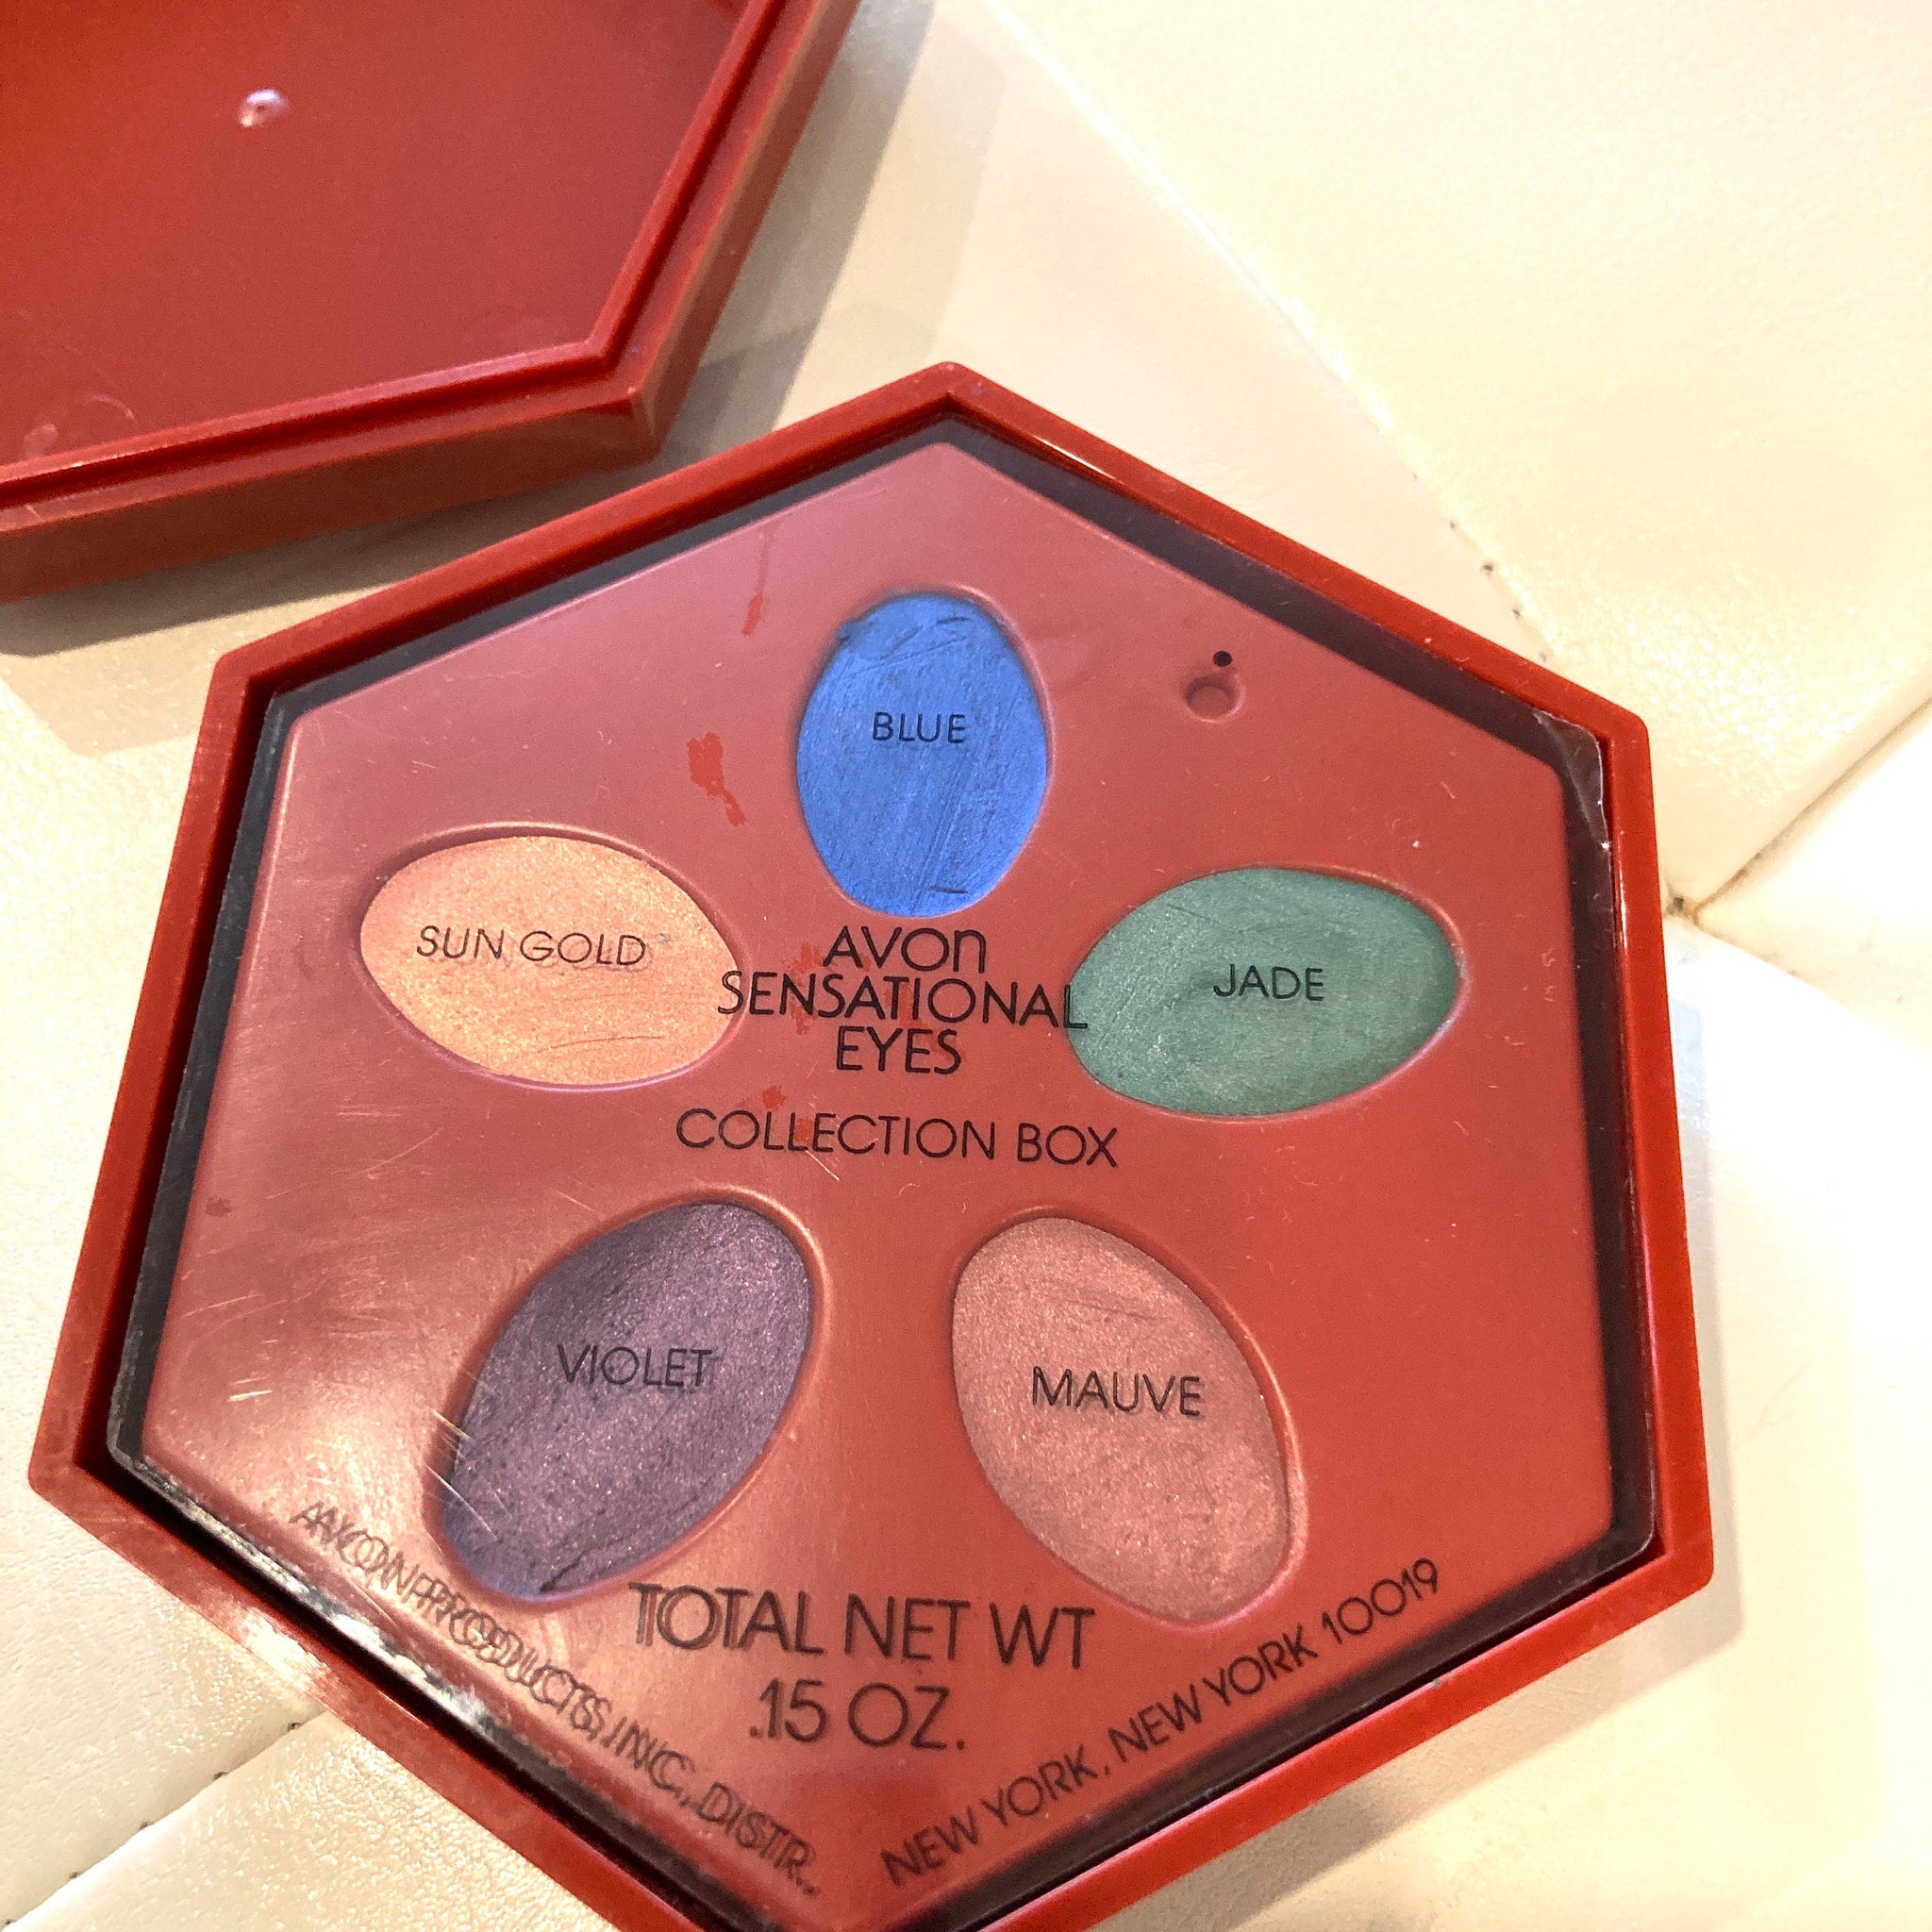 BLUE
SUN GOLD
JADE
AVON
SENSATIONAL
EYES
COLLECTION BOX
VIOLET
MAUVE
TOTAL NET WT
.15 OZ.
AVON PRODUCTS, INC., DISTR.,
NEW YORK, NEW YORK 10019